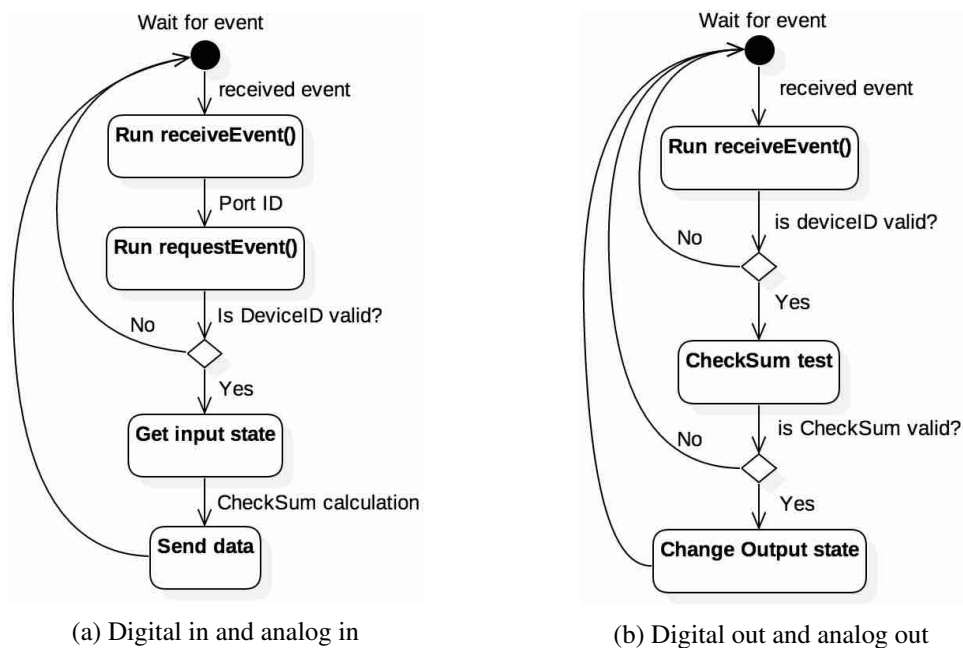 Wait for event
received event
Run receiveEvent()
Port ID
Run requestEvent()
Is DeviceID valid?
No
Yes
Get input state
CheckSum calculation
Send data
(a) Digital in and analog in
Wait for event
received event
Run receiveEvent()
is deviceID valid?
No
Yes
CheckSum test
is CheckSum valid?
No
Yes
Change Output state
(b) Digital out and analog out